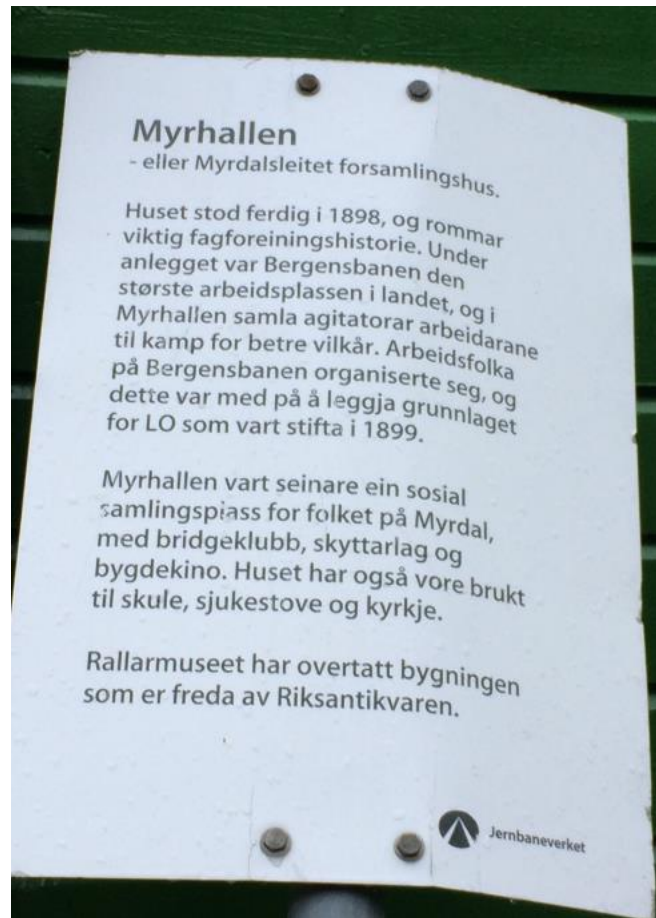 Myrhallen
- eller Myrdalsleitet forsamlingshus.
Huset stod ferdig i 1898, og rommar
viktig fagforeiningshistorie. Under
anlegget var Bergensbanen den
største arbeidsplassen i landet, og i
Myrhallen samla agitatorar arbeidarane
til kamp for betre vilkår. Arbeidsfolka
på Bergensbanen organiserte seg, og
dette var med på å leggja grunnlaget
for LO som vart stifta i 1899.
Myrhallen vart seinare ein sosial
samlingsplass for folket på Myrdal,
med bridgeklubb, skyttarlag og
bygdekino. Huset har også vore brukt
til skule, sjukestove og kyrkje.
Rallarmuseet har overtatt bygningen
som er freda av Riksantikvaren.
Jernbaneverket